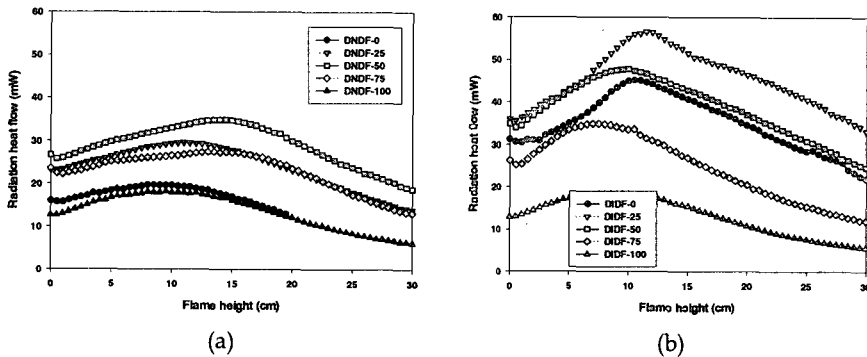 Radiation heat flow (mW)
60
50
40
30
20
10
0
DNDF-0
DNDF-25
DNDF-50
DNDF-75
DNDF-100
0 5 10 15 20 25 30
Flame height (cm)
(a)
Radiation heat flow (mW)
60
50
40
30
20
10
0
DIDF-0
DIDF-25
DIDF-50
DIDF-75
DIDF-100
0 5 10 15 20 25 30
Flame height (cm)
(b)